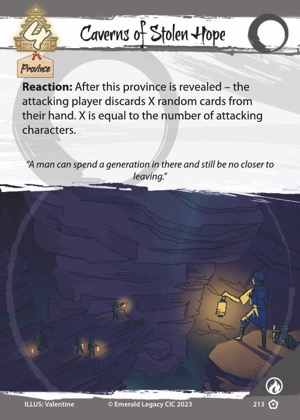 Caverns of Stolen Hope
4
Province
Reaction: After this province is revealed – the
attacking player discards X random cards from
their hand. X is equal to the number of attacking
characters.
"A man can spend a generation in there and still be no closer to
leaving."
ILLUS: Valentine © Emerald Legacy CIC 2023 213